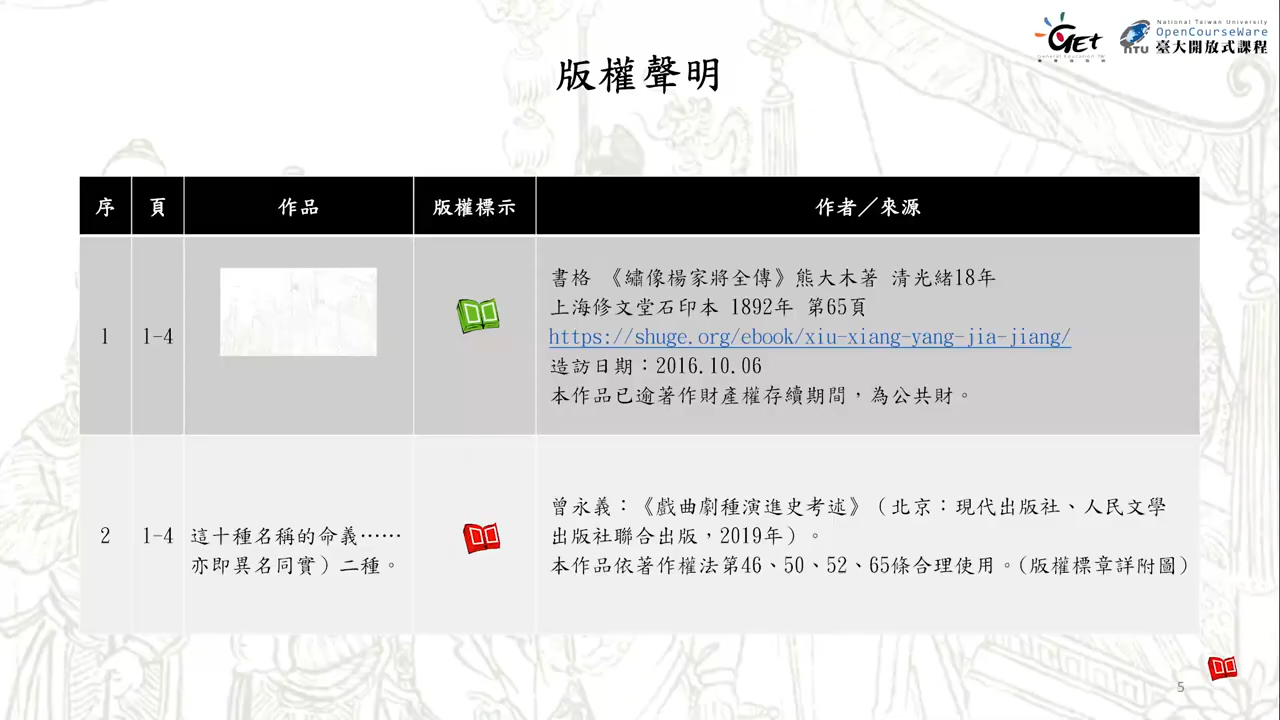 GET
General Education TW
National Taiwan University
OpenCourseWare
NTU 臺大開放式課程
版權聲明
序 頁 作品 版權標示 作者／來源
1 1-4
書格 《繡像楊家將全傳》熊大木著 清光緒18年
上海修文堂石印本 1892年 第65頁
https://shuge.org/ebook/xiu-xiang-yang-jia-jiang/
造訪日期：2016.10.06
本作品已逾著作財產權存續期間，為公共財。
2 1-4
這十種名稱的命義……
亦即異名同實）二種。
曾永義：《戲曲劇種演進史考述》（北京：現代出版社、人民文學
出版社聯合出版，2019年）。
本作品依著作權法第46、50、52、65條合理使用。（版權標章詳附圖）
5